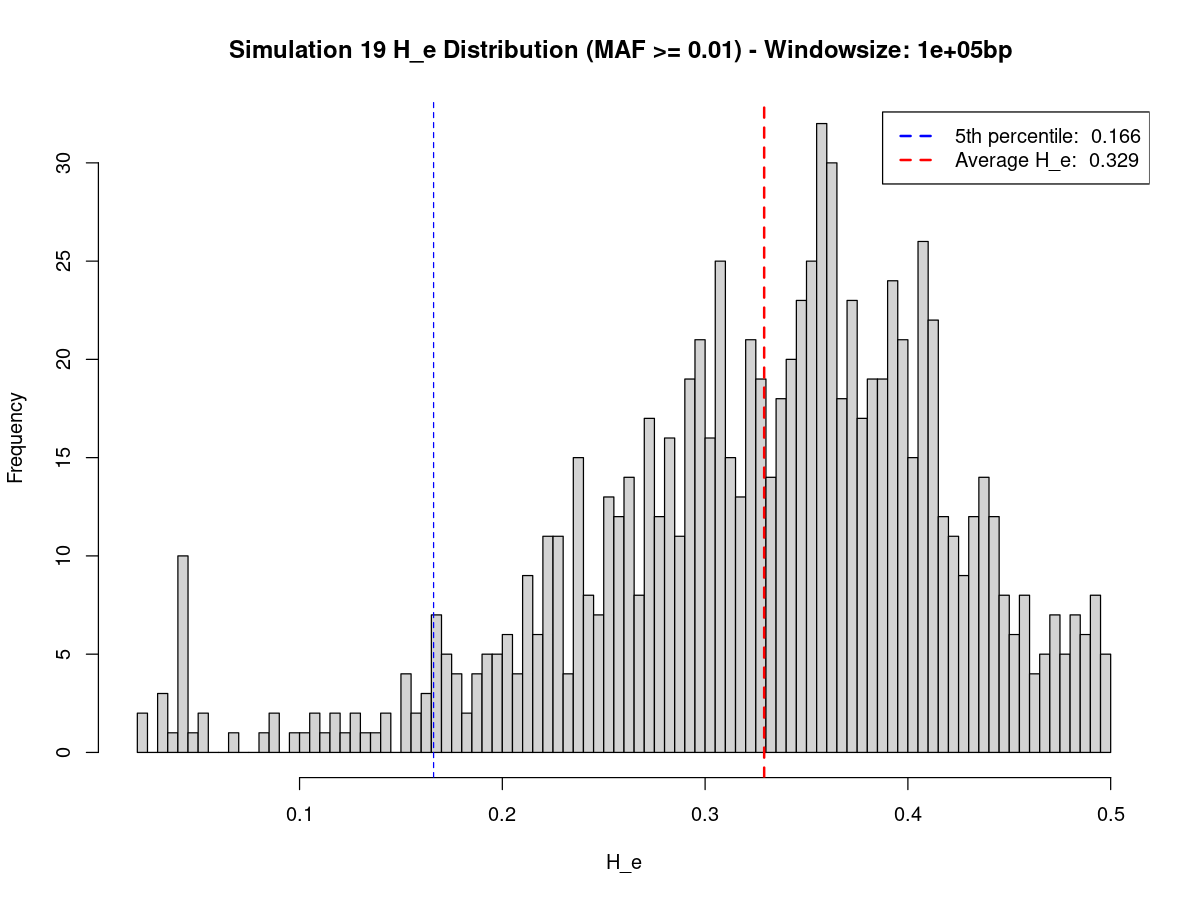 Simulation 19 H_e Distribution (MAF >= 0.01) - Windowsize: 1e+05bp
5th percentile:  0.166
Average H_e:  0.329
Frequency
30
25
20
15
10
5
0
0.1
0.2
0.3
0.4
0.5
H_e